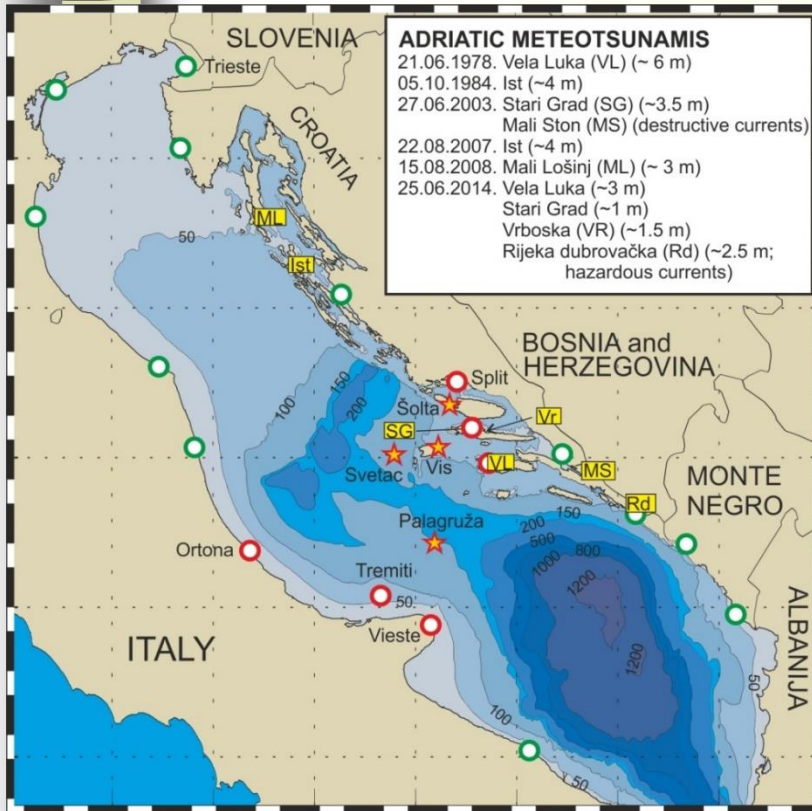 ADRIATIC METEOTSUNAMIS
21.06.1978. Vela Luka (VL) (~ 6 m)
05.10.1984. Ist (~4 m)
27.06.2003. Stari Grad (SG) (~3.5 m)
Mali Ston (MS) (destructive currents)
22.08.2007. Ist (~4 m)
15.08.2008. Mali Lošinj (ML) (~ 3 m)
25.06.2014. Vela Luka (~3 m)
Stari Grad (~1 m)
Vrboska (VR) (~1.5 m)
Rijeka dubrovačka (Rd) (~2.5 m;
hazardous currents)
SLOVENIA
Trieste
CROATIA
ML
50
Ist
BOSNIA and
HERZEGOVINA
150
100
200
Split
Šolta
SG
Vr
Svetac
Vis
VL
MS
MONTE
NEGRO
Rd
Palagruža
150
200
500
800
1000
1200
Ortona
Tremiti
50
Vieste
ITALY
ALBANIJA
1200
50
100
50